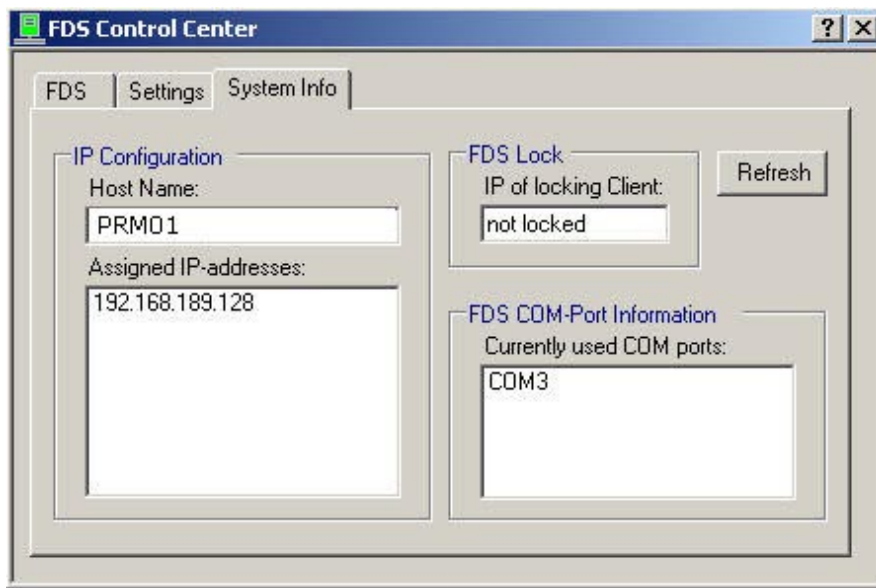 FDS Control Center
FDS
Settings
System Info
IP Configuration
Host Name:
PRM01
Assigned IP-addresses:
192.168.189.128
FDS Lock
IP of locking Client:
not locked
Refresh
FDS COM-Port Information
Currently used COM ports:
COM3